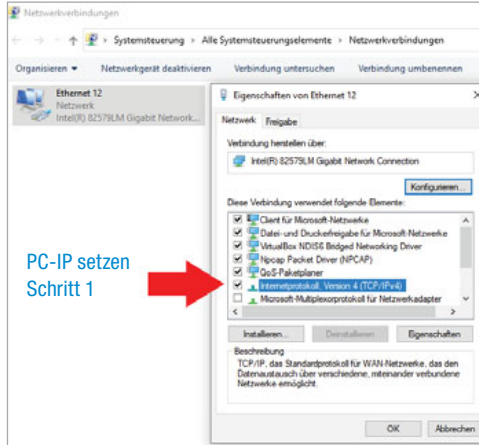 Netzwerkverbindungen
Systemsteuerung > Alle Systemsteuerungselemente > Netzwerkverbindungen
Organisieren Netzwerkgerät deaktivieren Verbindung untersuchen Verbindung umbenennen
Ethernet 12
Netzwerk
Intel(R) 82579LM Gigabit Network...
Eigenschaften von Ethernet 12
Netzwerk Freigabe
Verbindung herstellen über:
Intel(R) 82579LM Gigabit Network Connection
Konfigurieren...
Diese Verbindung verwendet folgende Elemente:
Client für Microsoft-Netzwerke
Datei- und Druckerfreigabe für Microsoft-Netzwerke
VirtualBox NDIS6 Bridged Networking Driver
Npcap Packet Driver (NPCAP)
QoS-Paketplaner
Internetprotokoll, Version 4 (TCP/IPv4)
Microsoft-Multiplexorprotokoll für Netzwerkadapter
PC-IP setzen
Schritt 1
Installieren... Deinstallieren Eigenschaften
Beschreibung
TCP/IP, das Standardprotokoll für WAN-Netzwerke, das den
Datenaustausch über verschiedene, miteinander verbundene
Netzwerke ermöglicht.
OK Abbrechen